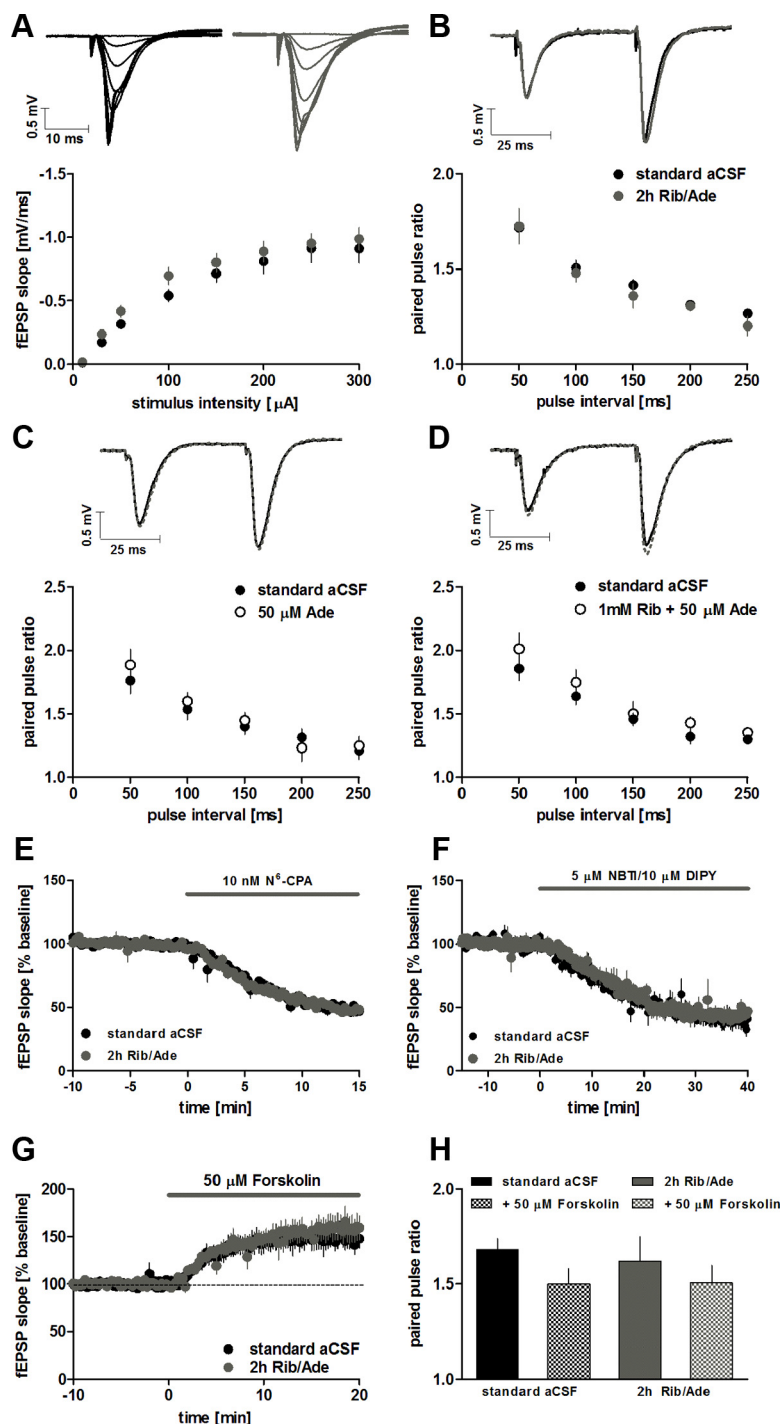 A
B
0.5 mV
10 ms
0.5 mV
25 ms
-1.5
-1.0
-0.5
0.0
fEPSP slope [mV/ms]
0
100
200
300
stimulus intensity [μA]
2.0
1.5
1.0
paired pulse ratio
standard aCSF
2h Rib/Ade
0
50
100
150
200
250
pulse interval [ms]
C
D
0.5 mV
25 ms
0.5 mV
25 ms
2.5
2.0
1.5
1.0
paired pulse ratio
standard aCSF
50 μM Ade
0
50
100
150
200
250
pulse interval [ms]
2.5
2.0
1.5
1.0
paired pulse ratio
standard aCSF
1mM Rib + 50 μM Ade
0
50
100
150
200
250
pulse interval [ms]
E
F
10 nM N⁶-CPA
150
100
50
0
fEPSP slope [% baseline]
standard aCSF
2h Rib/Ade
-10
-5
0
5
10
15
time [min]
5 μM NBTI/10 μM DIPY
150
100
50
0
fEPSP slope [% baseline]
standard aCSF
2h Rib/Ade
-10
0
10
20
30
40
time [min]
G
H
50 μM Forskolin
200
150
100
50
0
fEPSP slope [% baseline]
standard aCSF
2h Rib/Ade
-10
0
10
20
time [min]
standard aCSF
2h Rib/Ade
+ 50 μM Forskolin
+ 50 μM Forskolin
2.0
1.5
1.0
paired pulse ratio
standard aCSF
2h Rib/Ade